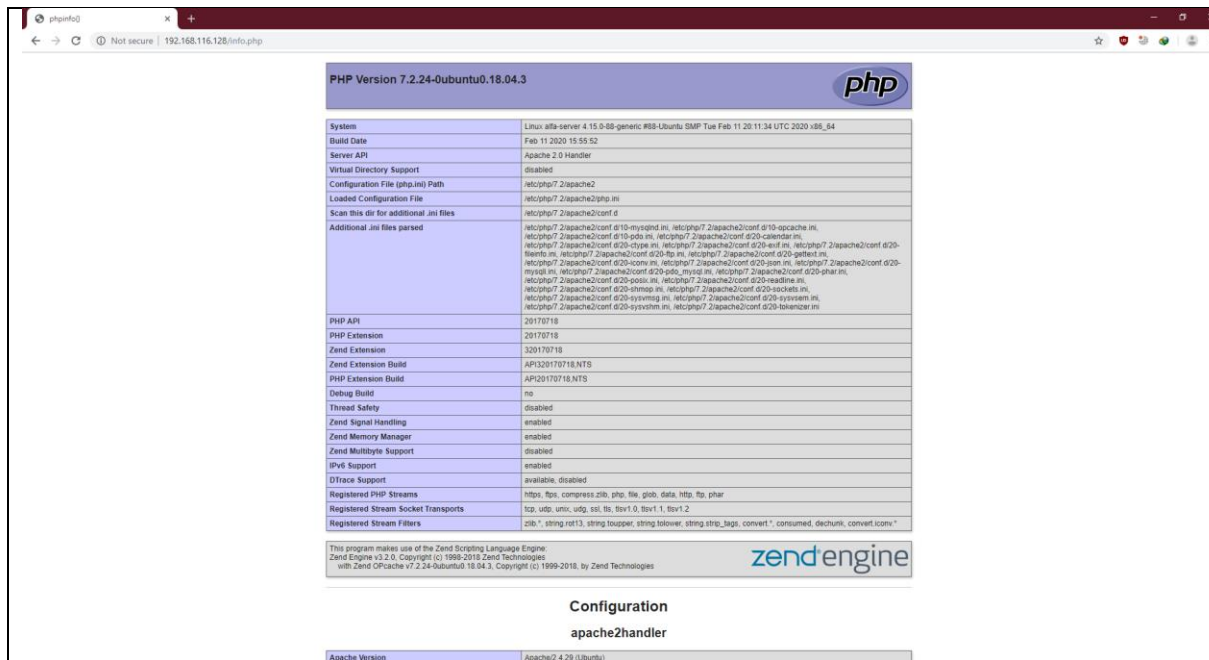 phpinfo()
Not secure | 192.168.116.128/info.php
PHP Version 7.2.24-0ubuntu0.18.04.3
php
System Linux alfa-server 4.15.0-88-generic #88-Ubuntu SMP Tue Feb 11 20:11:34 UTC 2020 x86_64
Build Date Feb 11 2020 15:55:52
Server API Apache 2.0 Handler
Virtual Directory Support disabled
Configuration File (php.ini) Path /etc/php/7.2/apache2
Loaded Configuration File /etc/php/7.2/apache2/php.ini
Scan this dir for additional .ini files /etc/php/7.2/apache2/conf.d
Additional .ini files parsed /etc/php/7.2/apache2/conf.d/10-mysqlnd.ini, /etc/php/7.2/apache2/conf.d/10-opcache.ini,
/etc/php/7.2/apache2/conf.d/10-pdo.ini, /etc/php/7.2/apache2/conf.d/20-calendar.ini,
/etc/php/7.2/apache2/conf.d/20-ctype.ini, /etc/php/7.2/apache2/conf.d/20-exif.ini, /etc/php/7.2/apache2/conf.d/20-
fileinfo.ini, /etc/php/7.2/apache2/conf.d/20-ftp.ini, /etc/php/7.2/apache2/conf.d/20-gettext.ini,
/etc/php/7.2/apache2/conf.d/20-iconv.ini, /etc/php/7.2/apache2/conf.d/20-json.ini, /etc/php/7.2/apache2/conf.d/20-
mysqli.ini, /etc/php/7.2/apache2/conf.d/20-pdo_mysql.ini, /etc/php/7.2/apache2/conf.d/20-phar.ini,
/etc/php/7.2/apache2/conf.d/20-posix.ini, /etc/php/7.2/apache2/conf.d/20-readline.ini,
/etc/php/7.2/apache2/conf.d/20-shmop.ini, /etc/php/7.2/apache2/conf.d/20-sockets.ini,
/etc/php/7.2/apache2/conf.d/20-sysvmsg.ini, /etc/php/7.2/apache2/conf.d/20-sysvsem.ini,
/etc/php/7.2/apache2/conf.d/20-sysvshm.ini, /etc/php/7.2/apache2/conf.d/20-tokenizer.ini
PHP API 20170718
PHP Extension 20170718
Zend Extension 320170718
Zend Extension Build API320170718,NTS
PHP Extension Build API20170718,NTS
Debug Build no
Thread Safety disabled
Zend Signal Handling enabled
Zend Memory Manager enabled
Zend Multibyte Support disabled
IPv6 Support enabled
DTrace Support available, disabled
Registered PHP Streams https, ftps, compress.zlib, php, file, glob, data, http, ftp, phar
Registered Stream Socket Transports tcp, udp, unix, udg, ssl, tls, tlsv1.0, tlsv1.1, tlsv1.2
Registered Stream Filters zlib.*, string.rot13, string.toupper, string.tolower, string.strip_tags, convert.*, consumed, dechunk, convert.iconv.*
This program makes use of the Zend Scripting Language Engine:
Zend Engine v3.2.0, Copyright (c) 1998-2018 Zend Technologies
with Zend OPcache v7.2.24-0ubuntu0.18.04.3, Copyright (c) 1999-2018, by Zend Technologies
zend engine
Configuration
apache2handler
Apache Version Apache/2.4.29 (Ubuntu)